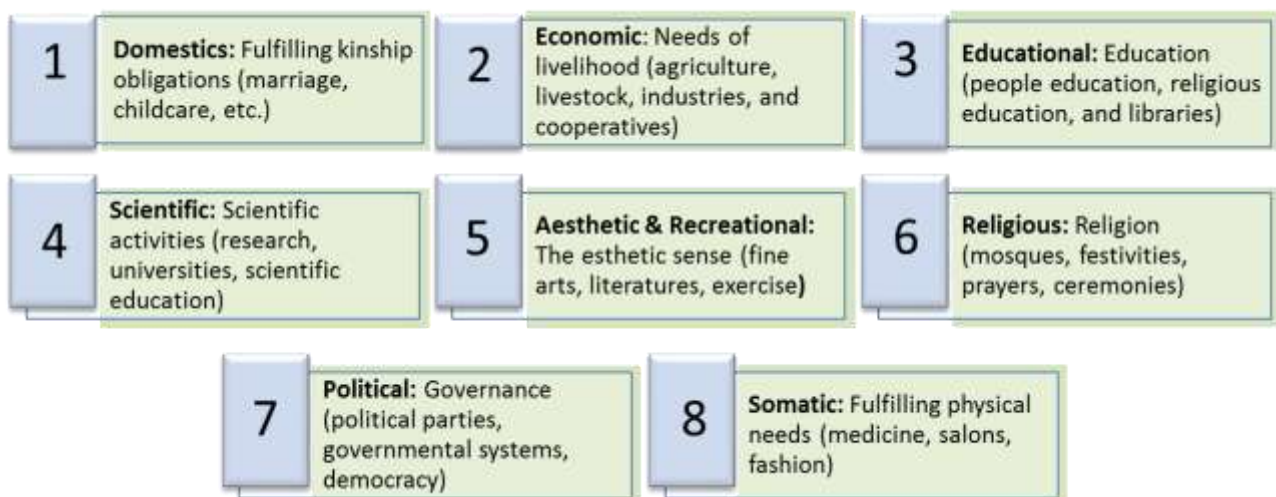 1
Domestics: Fulfilling kinship
obligations (marriage,
childcare, etc.)
2
Economic: Needs of
livelihood (agriculture,
livestock, industries, and
cooperatives)
3
Educational: Education
(people education, religious
education, and libraries)
4
Scientific: Scientific
activities (research,
universities, scientific
education)
5
Aesthetic & Recreational:
The esthetic sense (fine
arts, literatures, exercise)
6
Religious: Religion
(mosques, festivities,
prayers, ceremonies)
7
Political: Governance
(political parties,
governmental systems,
democracy)
8
Somatic: Fulfilling physical
needs (medicine, salons,
fashion)